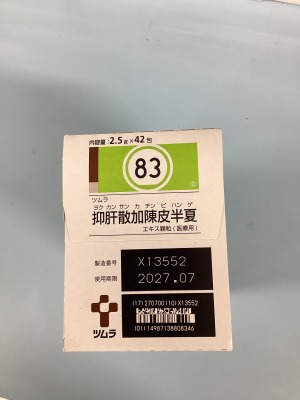 内容量:2.5g×42包
83
®
ツムラ
ヨク カン サン カ チン ピ ハン ゲ
抑肝散加陳皮半夏
エキス顆粒(医療用)
製造番号 X13552
使用期限 2027.07
(17)270700(10)X13552
(01)14987138808346
ツムラ